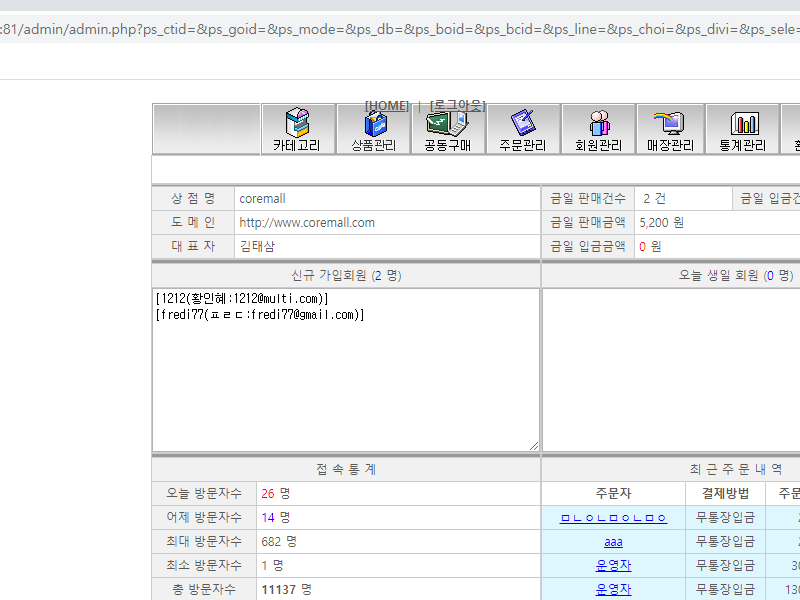 :81/admin/admin.php?ps_ctid=&ps_goid=&ps_mode=&ps_db=&ps_boid=&ps_bcid=&ps_line=&ps_choi=&ps_divi=&ps_sele=
[HOME] | [로그아웃]
카테고리 상품관리 공동구매 주문관리 회원관리 매장관리 통계관리
상 점 명 coremall 금일 판매건수 2 건 금일 입금건
도 메 인 http://www.coremall.com 금일 판매금액 5,200 원
대 표 자 김태삼 금일 입금금액 0 원
신규 가입회원 (2 명) 오늘 생일 회원 (0 명)
[1212(황인혜:1212@multi.com)]
[fredi77(ㅍㄹㄷ:fredi77@gmail.com)]
접 속 통 계 최 근 주 문 내 역
오늘 방문자수 26 명 주문자 결제방법 주문
어제 방문자수 14 명 ㅁㄴㅇㄴㅁㅇㄴㅁㅇ 무통장입금 2
최대 방문자수 682 명 aaa 무통장입금 2
최소 방문자수 1 명 운영자 무통장입금 30
총 방문자수 11137 명 운영자 무통장입금 130